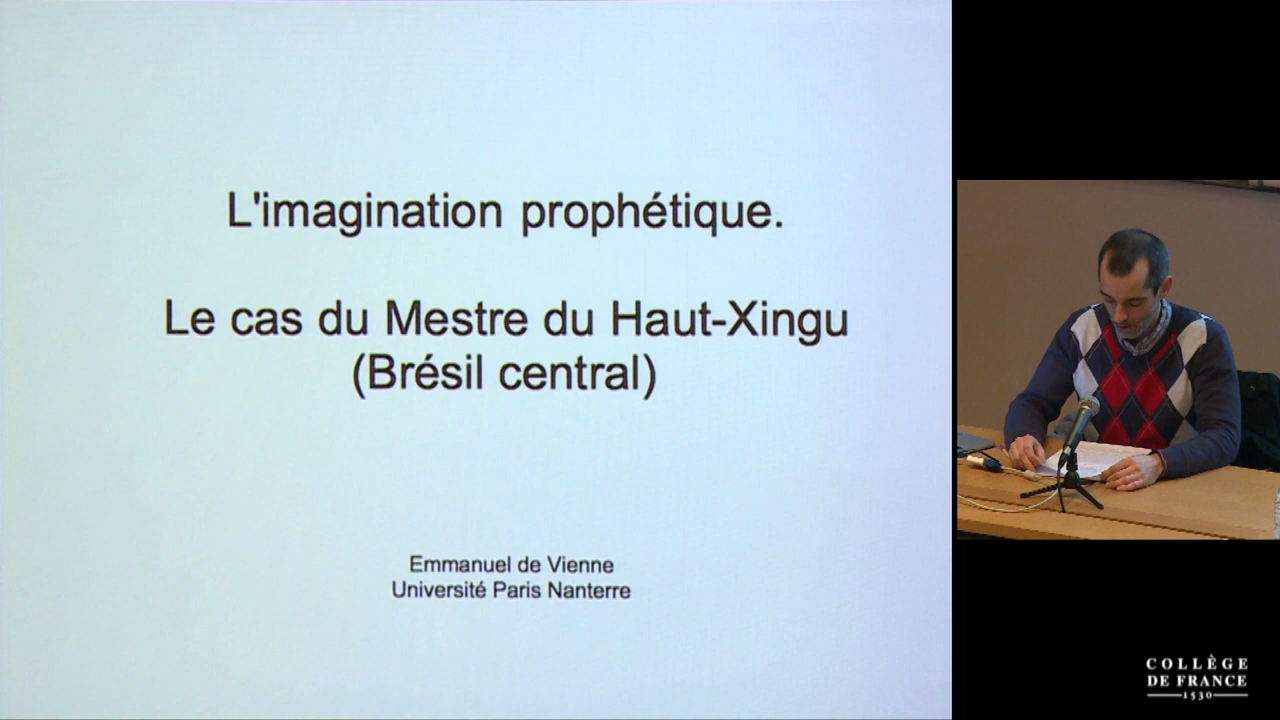 L'imagination prophétique.
Le cas du Mestre du Haut-Xingu
(Brésil central)
Emmanuel de Vienne
Université Paris Nanterre
COLLÈGE
DE FRANCE
1530